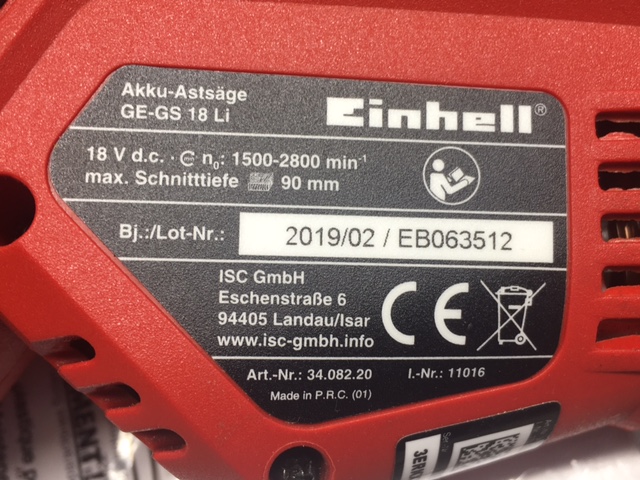 Akku-Astsäge
GE-GS 18 Li
Einhell®
18 V d.c. · n₀: 1500-2800 min⁻¹
max. Schnitttiefe 90 mm
Bj.:/Lot-Nr.: 2019/02 / EB063512
ISC GmbH
Eschenstraße 6
94405 Landau/Isar
www.isc-gmbh.info
CE
Art.-Nr.: 34.082.20 I.-Nr.: 11016
Made in P.R.C. (01)